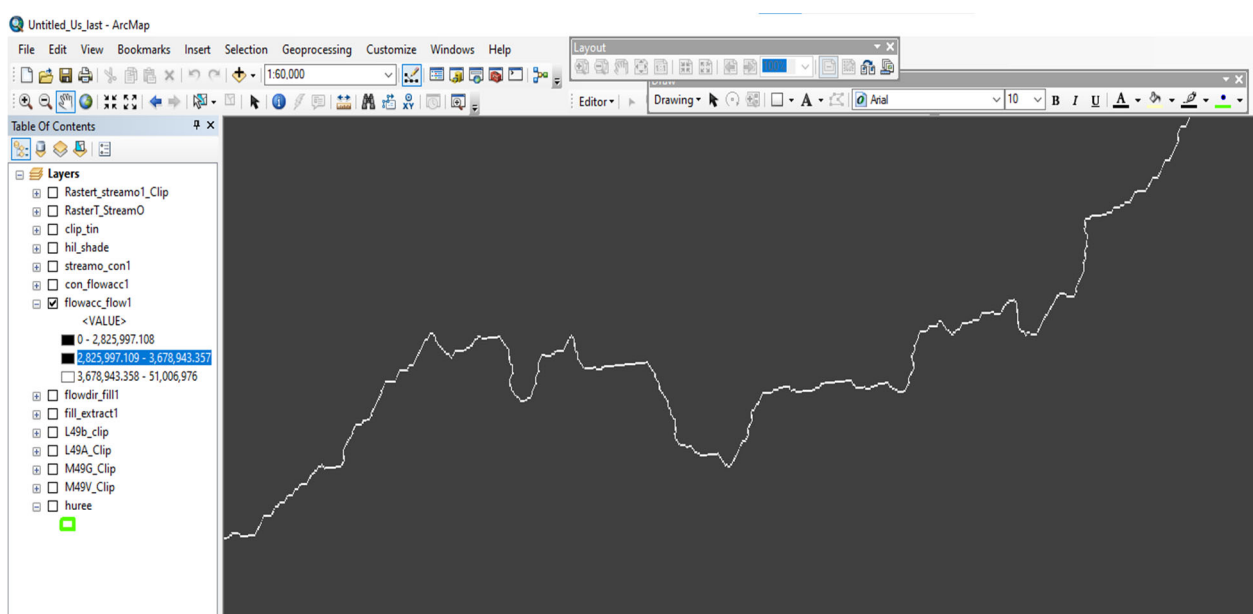 Untitled_Us_last - ArcMap
File Edit View Bookmarks Insert Selection Geoprocessing Customize Windows Help
Layout
1:60,000
Editor
Drawing
A
Arial
10
B I U A
Table Of Contents
Layers
Rastert_streamo1_Clip
RasterT_StreamO
clip_tin
hil_shade
streamo_con1
con_flowacc1
flowacc_flow1
<VALUE>
0 - 2,825,997.108
2,825,997.109 - 3,678,943.357
3,678,943.358 - 51,006,976
flowdir_fill1
fill_extract1
L49b_clip
L49A_Clip
M49G_Clip
M49V_Clip
huree